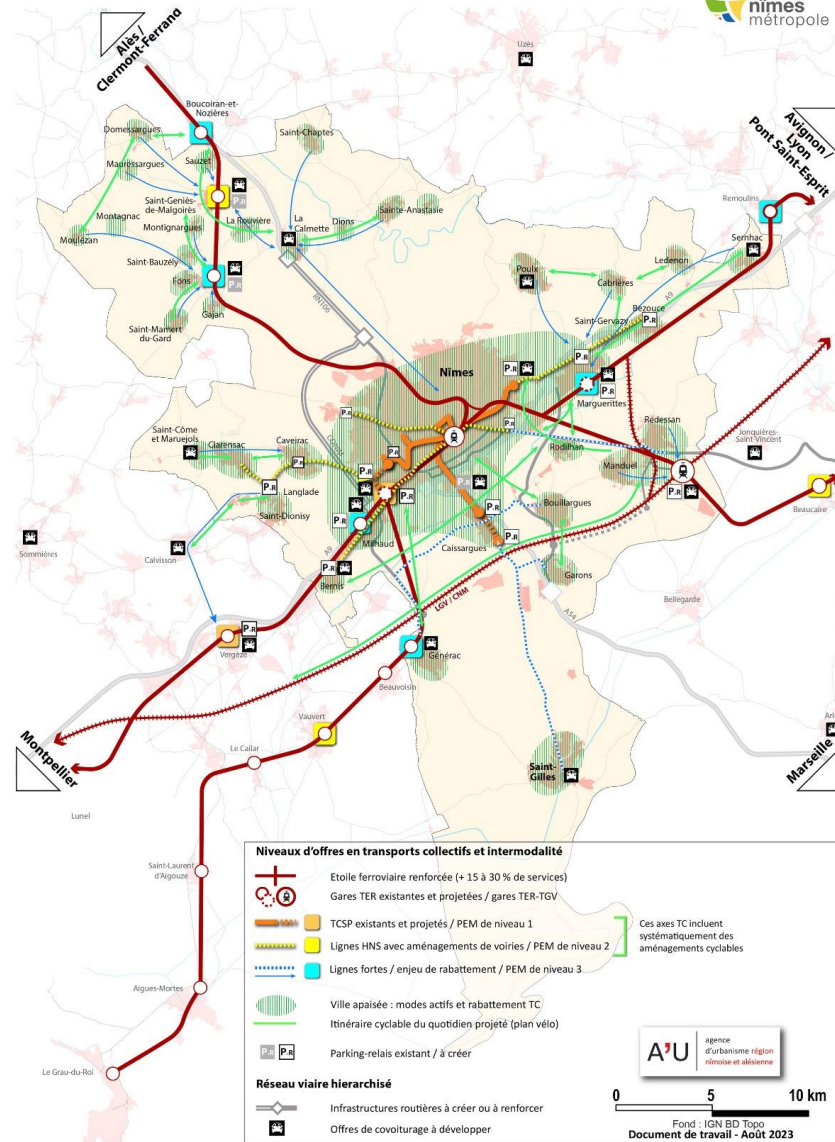 nîmes
métropole
Alès
Clermont-Ferrand
Uzès
Avignon
Lyon
Pont Saint-Esprit
Boucoiran-et-
Nozières
Domessargues
Saint-Chaptes
Sauzet
Mauressargues
Saint-Geniès-
de-Malgoirès
P+R
La Rouvière
La
Calmette
Dions
Sainte-Anastasie
Remoulins
Montagnac
Montignargues
Moulézan
Sernhac
Saint-Bauzély
Fons
P+R
Poulx
Ledenon
Cabrières
Gajan
RN106
A9
Bezouce
Saint-Mamert
du-Gard
Saint-Gervazy
P+R
P+R
Nîmes
P+R
Marguerittes
P+R
P+R
P+R
Redessan
Saint-Côme
et Maruejols
Clarensac
Caveirac
P+R
P+R
Rodilhan
Manduel
Jonquières-
Saint Vincent
P+R
P+R
Langlade
P+R
P+R
P+R
Beaucaire
Saint-Dionisy
P+R
Milhaud
P+R
Bouillargues
Sommières
Calvisson
A9
Caissargues
P+R
P+R
Bernis
Garons
LGV / CNM
Bellegarde
A54
P+R
Vergèze
Générac
Beauvoisin
Vauvert
Montpellier
Le Cailar
Saint-
Gilles
Marseille
Lunel
Saint-Laurent
d'Aigouze
Aigues-Mortes
Le Grau-du-Roi
Niveaux d'offres en transports collectifs et intermodalité
Etoile ferroviaire renforcée (+ 15 à 30 % de services)
Gares TER existantes et projetées / gares TER-TGV
TCSP existants et projetés / PEM de niveau 1
Lignes HNS avec aménagements de voiries / PEM de niveau 2
Lignes fortes / enjeu de rabattement / PEM de niveau 3
Ces axes TC incluent
systématiquement des
aménagements cyclables
Ville apaisée : modes actifs et rabattement TC
Itinéraire cyclable du quotidien projeté (plan vélo)
P+R P+R Parking-relais existant / à créer
Réseau viaire hierarchisé
Infrastructures routières à créer ou à renforcer
Offres de covoiturage à développer
A'U
agence
d'urbanisme région
nîmoise et alésienne
0 5 10 km
Fond : IGN BD Topo
Document de travail - Août 2023